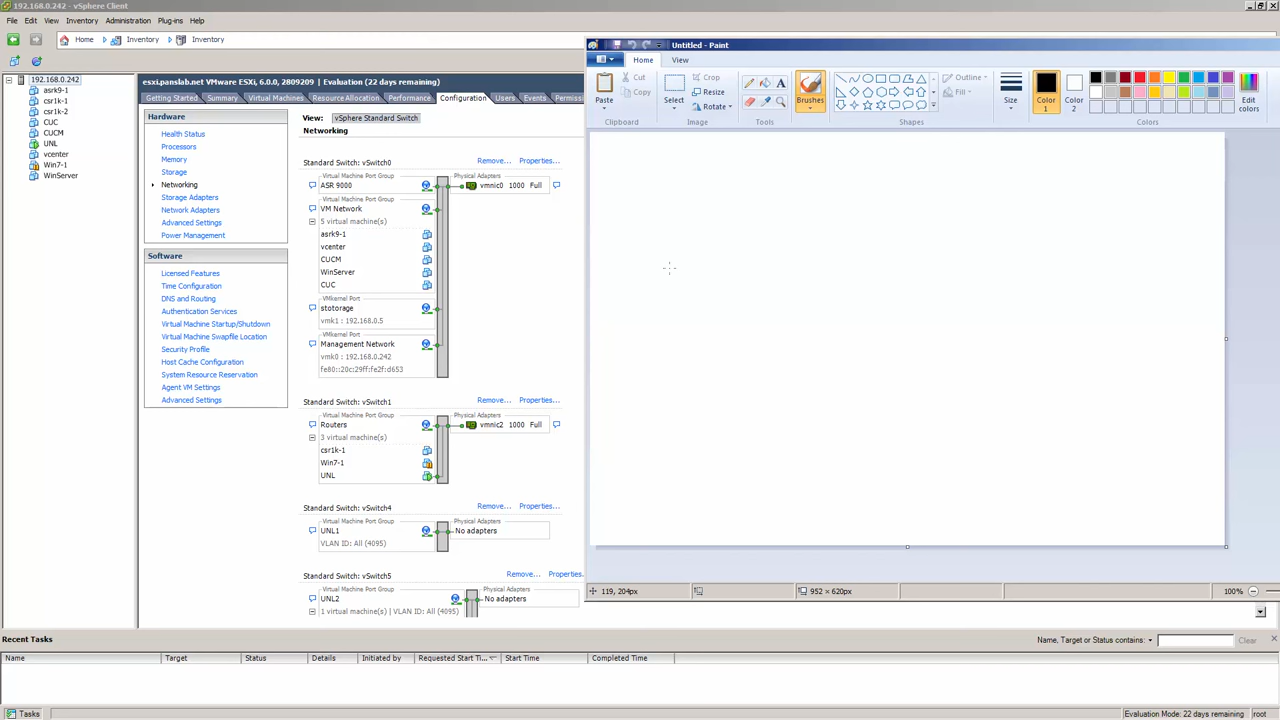 192.168.0.242 - vSphere Client
File Edit View Inventory Administration Plug-ins Help
Home Inventory Inventory
192.168.0.242
asrk9-1
csr1k-1
csr1k-2
CUC
CUCM
UNL
vcenter
Win7-1
WinServer
esxi.panslab.net VMware ESXi, 6.0.0, 2809209 | Evaluation (22 days remaining)
Getting Started Summary Virtual Machines Resource Allocation Performance Configuration Users Events Permissi
Hardware
Health Status
Processors
Memory
Storage
Networking
Storage Adapters
Network Adapters
Advanced Settings
Power Management
Software
Licensed Features
Time Configuration
DNS and Routing
Authentication Services
Virtual Machine Startup/Shutdown
Virtual Machine Swapfile Location
Security Profile
Host Cache Configuration
System Resource Reservation
Agent VM Settings
Advanced Settings
View: vSphere Standard Switch
Networking
Standard Switch: vSwitch0 Remove... Properties...
Virtual Machine Port Group Physical Adapters
ASR 9000 vmnic0 1000 Full
Virtual Machine Port Group
VM Network
5 virtual machine(s)
asrk9-1
vcenter
CUCM
WinServer
CUC
VMkernel Port
stotorage
vmk1 : 192.168.0.5
VMkernel Port
Management Network
vmk0 : 192.168.0.242
fe80::20c:29ff:fe2f:d653
Standard Switch: vSwitch1 Remove... Properties...
Virtual Machine Port Group Physical Adapters
Routers vmnic2 1000 Full
3 virtual machine(s)
csr1k-1
Win7-1
UNL
Standard Switch: vSwitch4 Remove... Properties...
Virtual Machine Port Group Physical Adapters
UNL1 No adapters
VLAN ID: All (4095)
Standard Switch: vSwitch5 Remove... Properties...
Virtual Machine Port Group Physical Adapters
UNL2 No adapters
1 virtual machine(s) | VLAN ID: All (4095)
Untitled - Paint
Home View
Paste Cut Copy
Clipboard
Select Crop Resize Rotate
Image
A
Tools
Brushes
Outline Fill
Shapes
Size
Color 1
Color 2
Edit colors
Colors
119, 204px 952 × 620px 100%
Recent Tasks Name, Target or Status contains: Clear
Name Target Status Details Initiated by Requested Start Ti... Start Time Completed Time
Tasks Evaluation Mode: 22 days remaining root